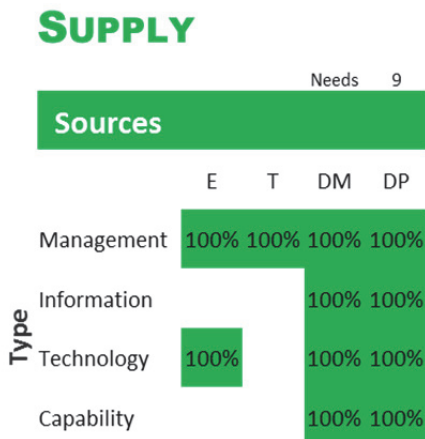 SUPPLY
Needs 9
Sources
E T DM DP
Management 100% 100% 100% 100%
Information 100% 100%
Type
Technology 100% 100% 100%
Capability 100% 100%